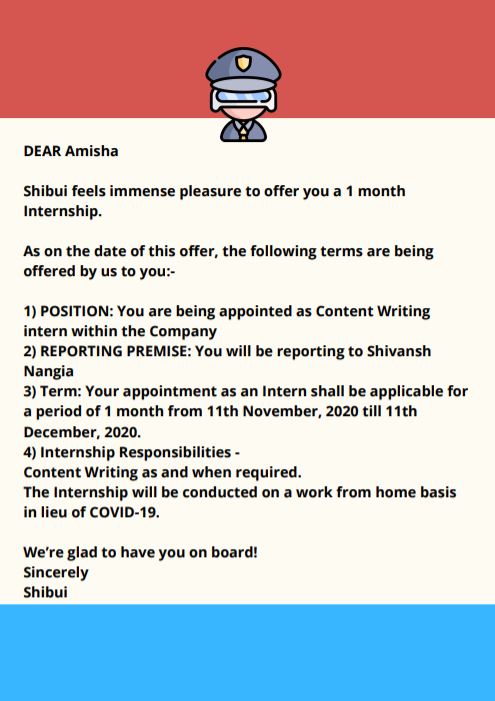 DEAR Amisha
Shibui feels immense pleasure to offer you a 1 month
Internship.
As on the date of this offer, the following terms are being
offered by us to you:-
1) POSITION: You are being appointed as Content Writing
intern within the Company
2) REPORTING PREMISE: You will be reporting to Shivansh
Nangia
3) Term: Your appointment as an Intern shall be applicable for
a period of 1 month from 11th November, 2020 till 11th
December, 2020.
4) Internship Responsibilities -
Content Writing as and when required.
The Internship will be conducted on a work from home basis
in lieu of COVID-19.
We’re glad to have you on board!
Sincerely
Shibui